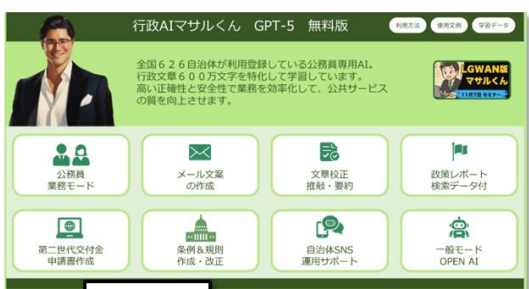 行政AIマサルくん GPT-5 無料版
利用方法
使用文例
学習データ
全国６２６自治体が利用登録している公務員専用AI。
行政文章６００万文字を特化して学習しています。
高い正確性と安全性で業務を効率化して、公共サービス
の質を向上させます。
LGWAN版
マサルくん
11月7日 セミナー
公務員
業務モード
メール文案
の作成
文章校正
推敲・要約
政策レポート
検索データ付
第二世代交付金
申請書作成
条例＆規則
作成・改正
自治体SNS
運用サポート
一般モード
OPEN AI